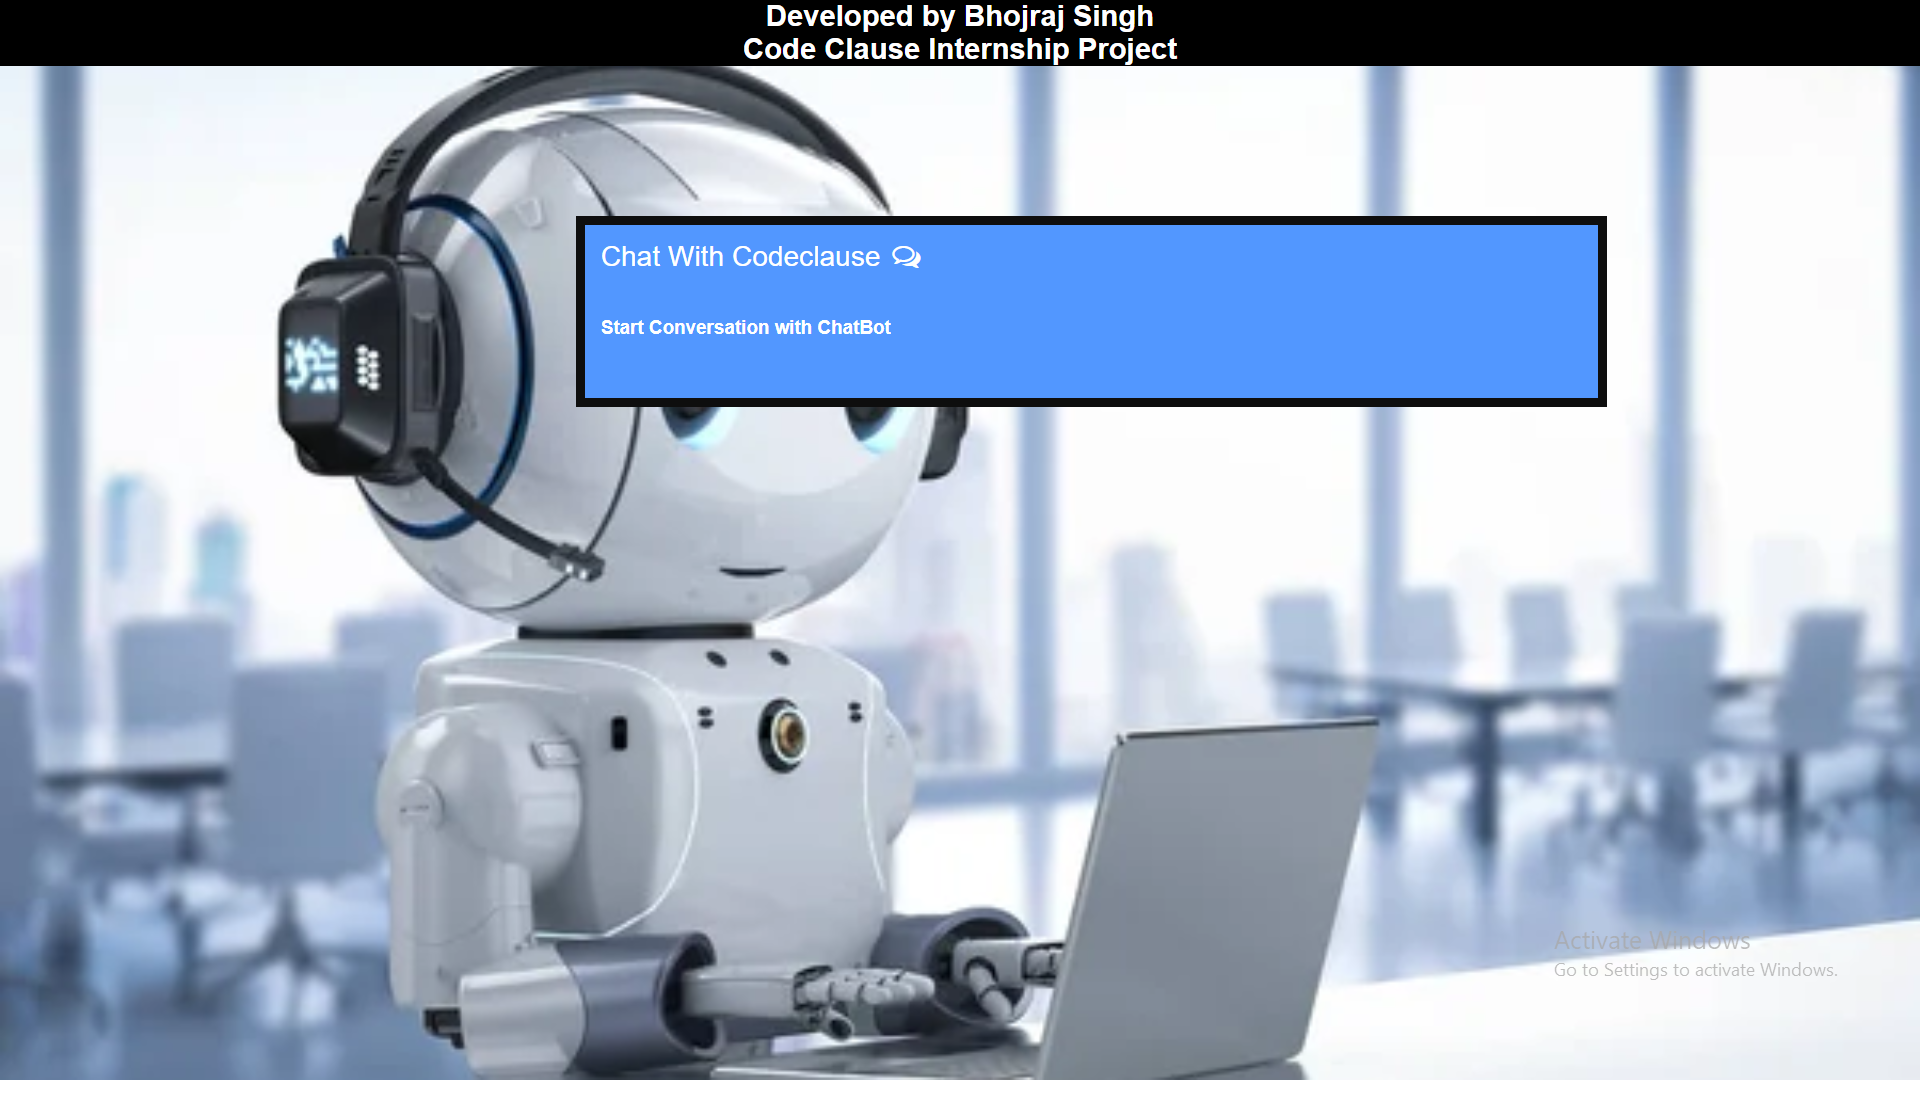 Developed by Bhojraj Singh
Code Clause Internship Project
Chat With Codeclause
Start Conversation with ChatBot
Activate Windows
Go to Settings to activate Windows.